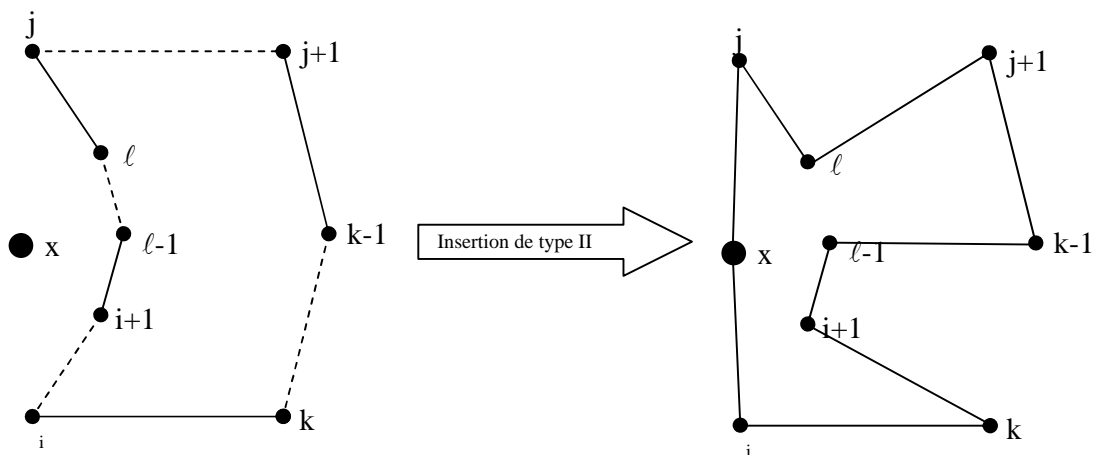 j
j+1
ℓ
x
ℓ-1
k-1
i+1
k
i
Insertion de type II
j
j+1
ℓ
x
ℓ-1
k-1
i+1
k
i